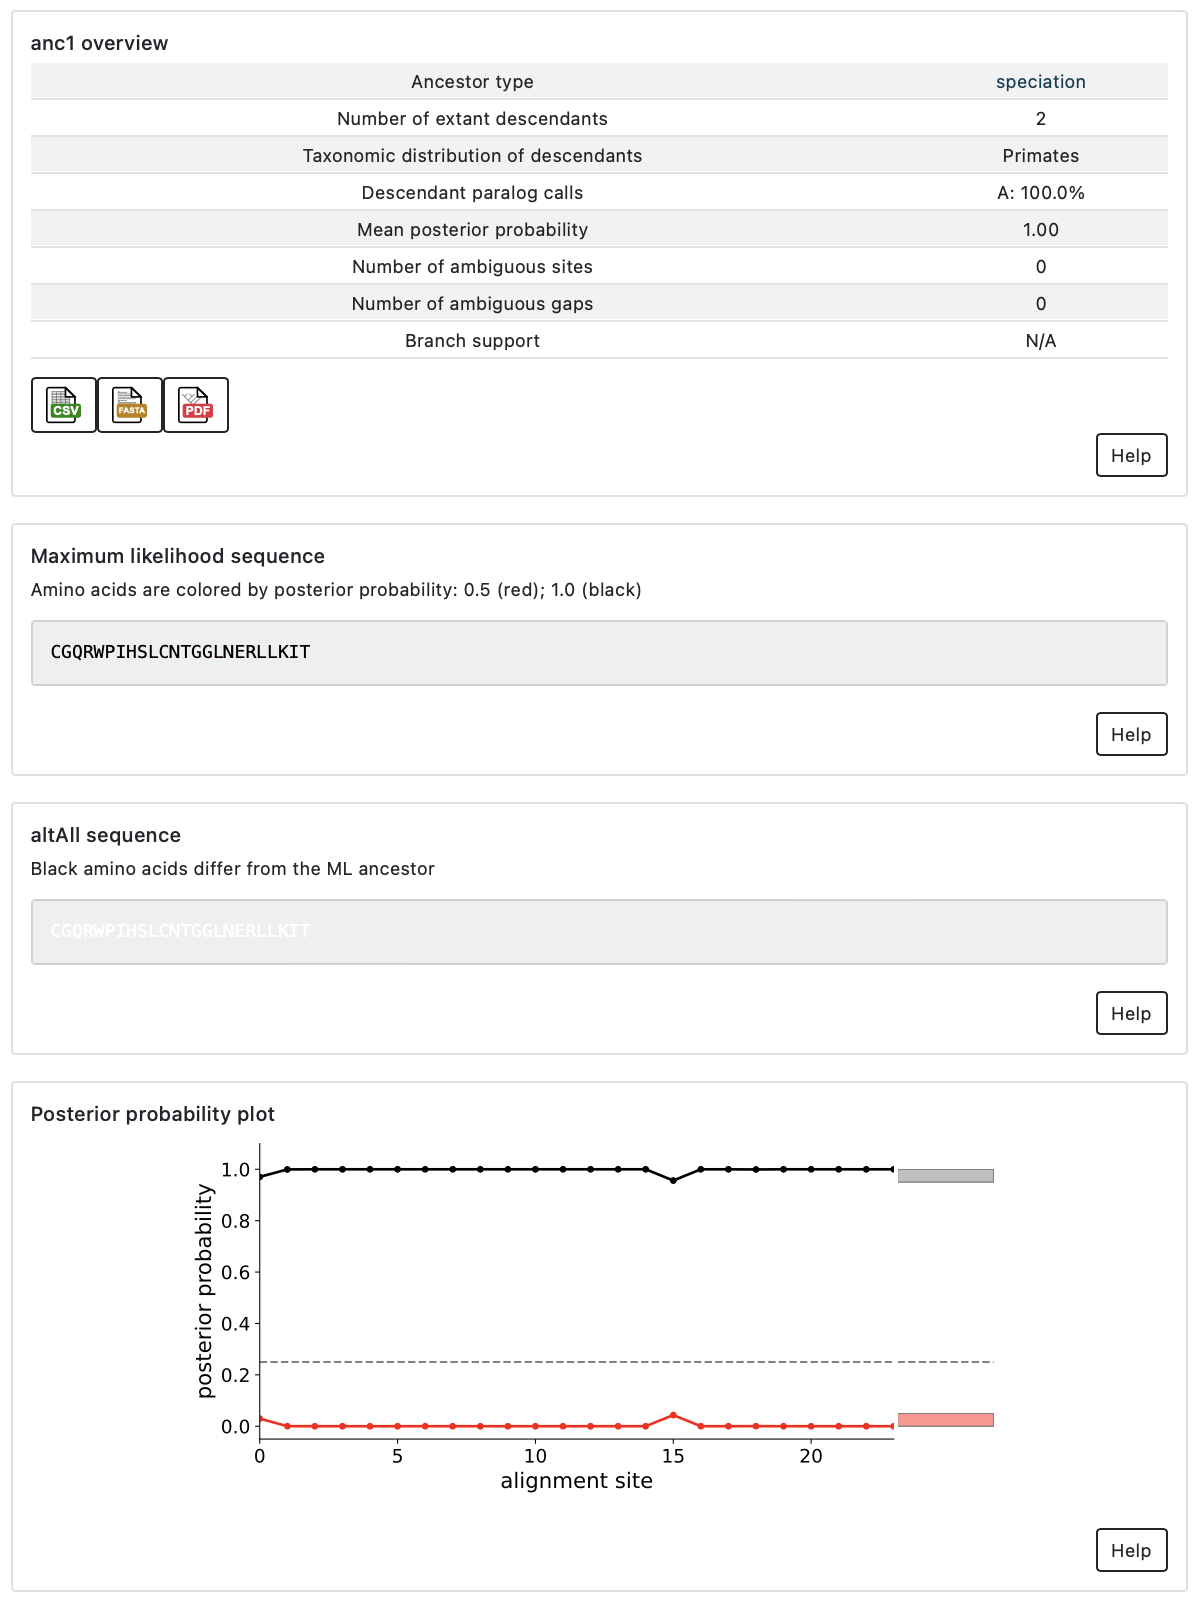 anc1 overview
Ancestor type speciation
Number of extant descendants 2
Taxonomic distribution of descendants Primates
Descendant paralog calls A: 100.0%
Mean posterior probability 1.00
Number of ambiguous sites 0
Number of ambiguous gaps 0
Branch support N/A
CSV FASTA PDF
Help
Maximum likelihood sequence
Amino acids are colored by posterior probability: 0.5 (red); 1.0 (black)
CGQRWPIHSLCNTGGLNERLLKIT
Help
altAll sequence
Black amino acids differ from the ML ancestor
CGQRWPIHSLCNTGGLNERLLKIT
Help
Posterior probability plot
posterior probability
1.0
0.8
0.6
0.4
0.2
0.0
0 5 10 15 20
alignment site
Help